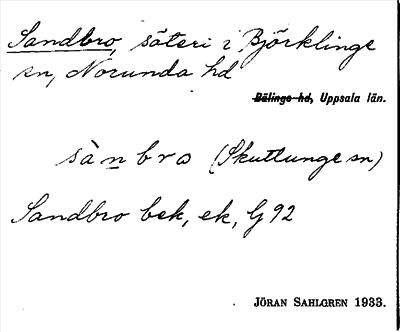 Sandbro, säteri i Björklinge
sn, Norunda hd
Bälinge hd, Uppsala län.
sànbro (Skuttunge sn)
Sandbro bek, ek, G 92
JÖRAN SAHLGREN 1933.